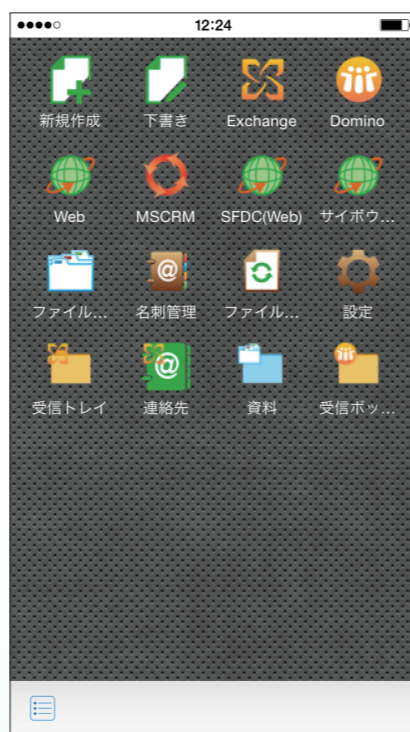 12:24
新規作成 下書き Exchange Domino
Web MSCRM SFDC(Web) サイボウ...
ファイル... 名刺管理 ファイル... 設定
受信トレイ 連絡先 資料 受信ボッ...